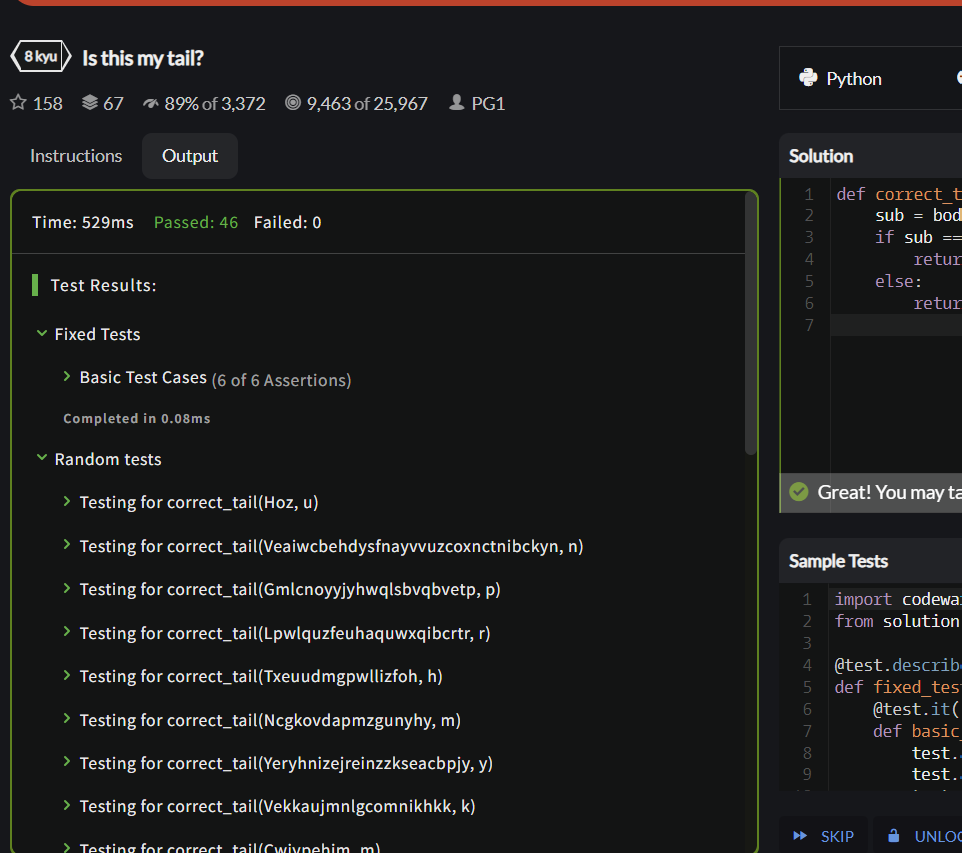 8 kyu Is this my tail?
158 67 89% of 3,372 9,463 of 25,967 PG1
Instructions Output
Time: 529ms Passed: 46 Failed: 0
Test Results:
Fixed Tests
Basic Test Cases (6 of 6 Assertions)
Completed in 0.08ms
Random tests
Testing for correct_tail(Hoz, u)
Testing for correct_tail(Veaiwcbehdysfnayvvuzcoxnctnibckyn, n)
Testing for correct_tail(Gmlcnoyyjyhwqlsbvqbvetp, p)
Testing for correct_tail(Lpwlquzfeuhaquwxqibcrtr, r)
Testing for correct_tail(Txeuudmgpwllizfoh, h)
Testing for correct_tail(Ncgkovdapmzgunyhy, m)
Testing for correct_tail(Yeryhnizejreinzzkseacbpjy, y)
Testing for correct_tail(Vekkaujmnlgcomnikhkk, k)
Testing for correct_tail(Cwiypehim, m)
Python
Solution
1 def correct_t
2 sub = bod
3 if sub ==
4 retur
5 else:
6 retur
7
Great! You may ta
Sample Tests
1 import codewa
2 from solution
3
4 @test.describ
5 def fixed_tes
6 @test.it(
7 def basic_
8 test.
9 test.
SKIP UNLOC